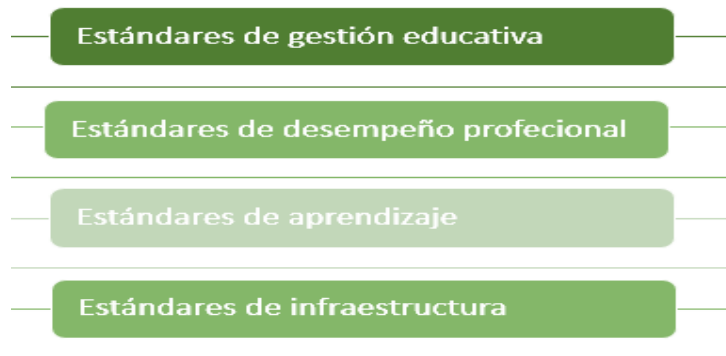 Estándares de gestión educativa
Estándares de desempeño profecional
Estándares de aprendizaje
Estándares de infraestructura